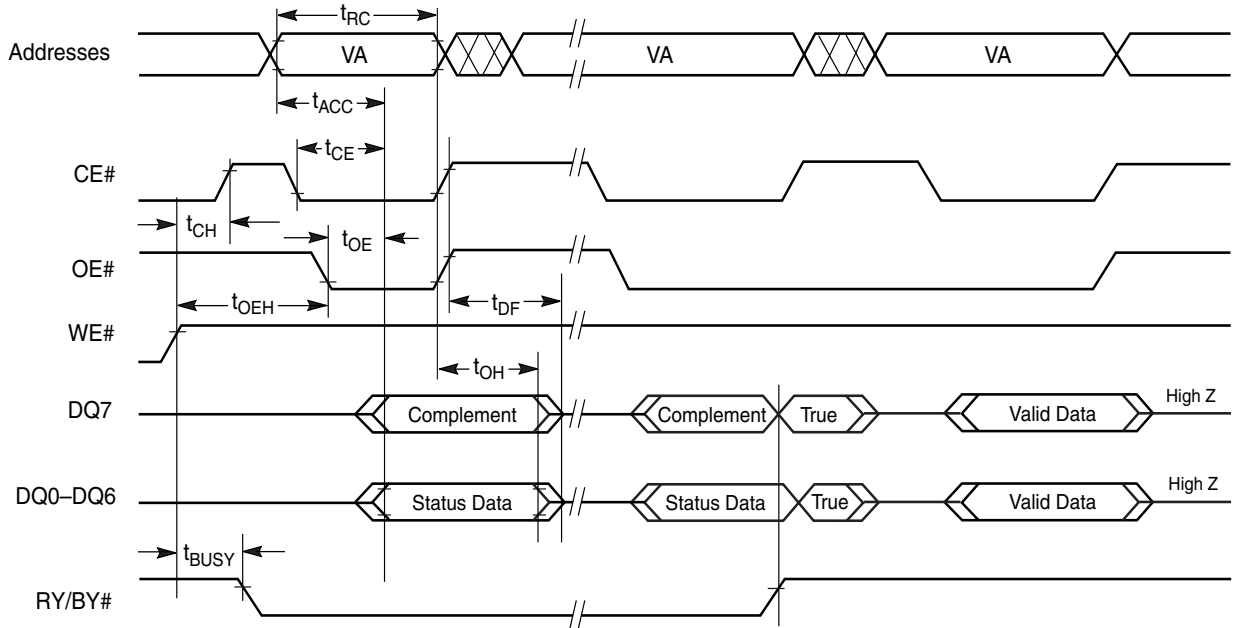 tRC
Addresses VA VA VA
tACC
tCE
CE#
tCH
tOE
OE#
tOEH tDF
WE#
tOH
DQ7 Complement Complement True Valid Data High Z
DQ0–DQ6 Status Data Status Data True Valid Data High Z
tBUSY
RY/BY#